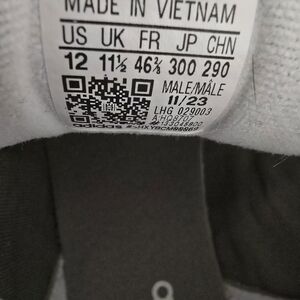 MADE IN VIETNAM
US UK FR JP CHN
12 11½ 46⅔ 300 290
MALE/MÂLE
11/23
LHG 029003
adidas